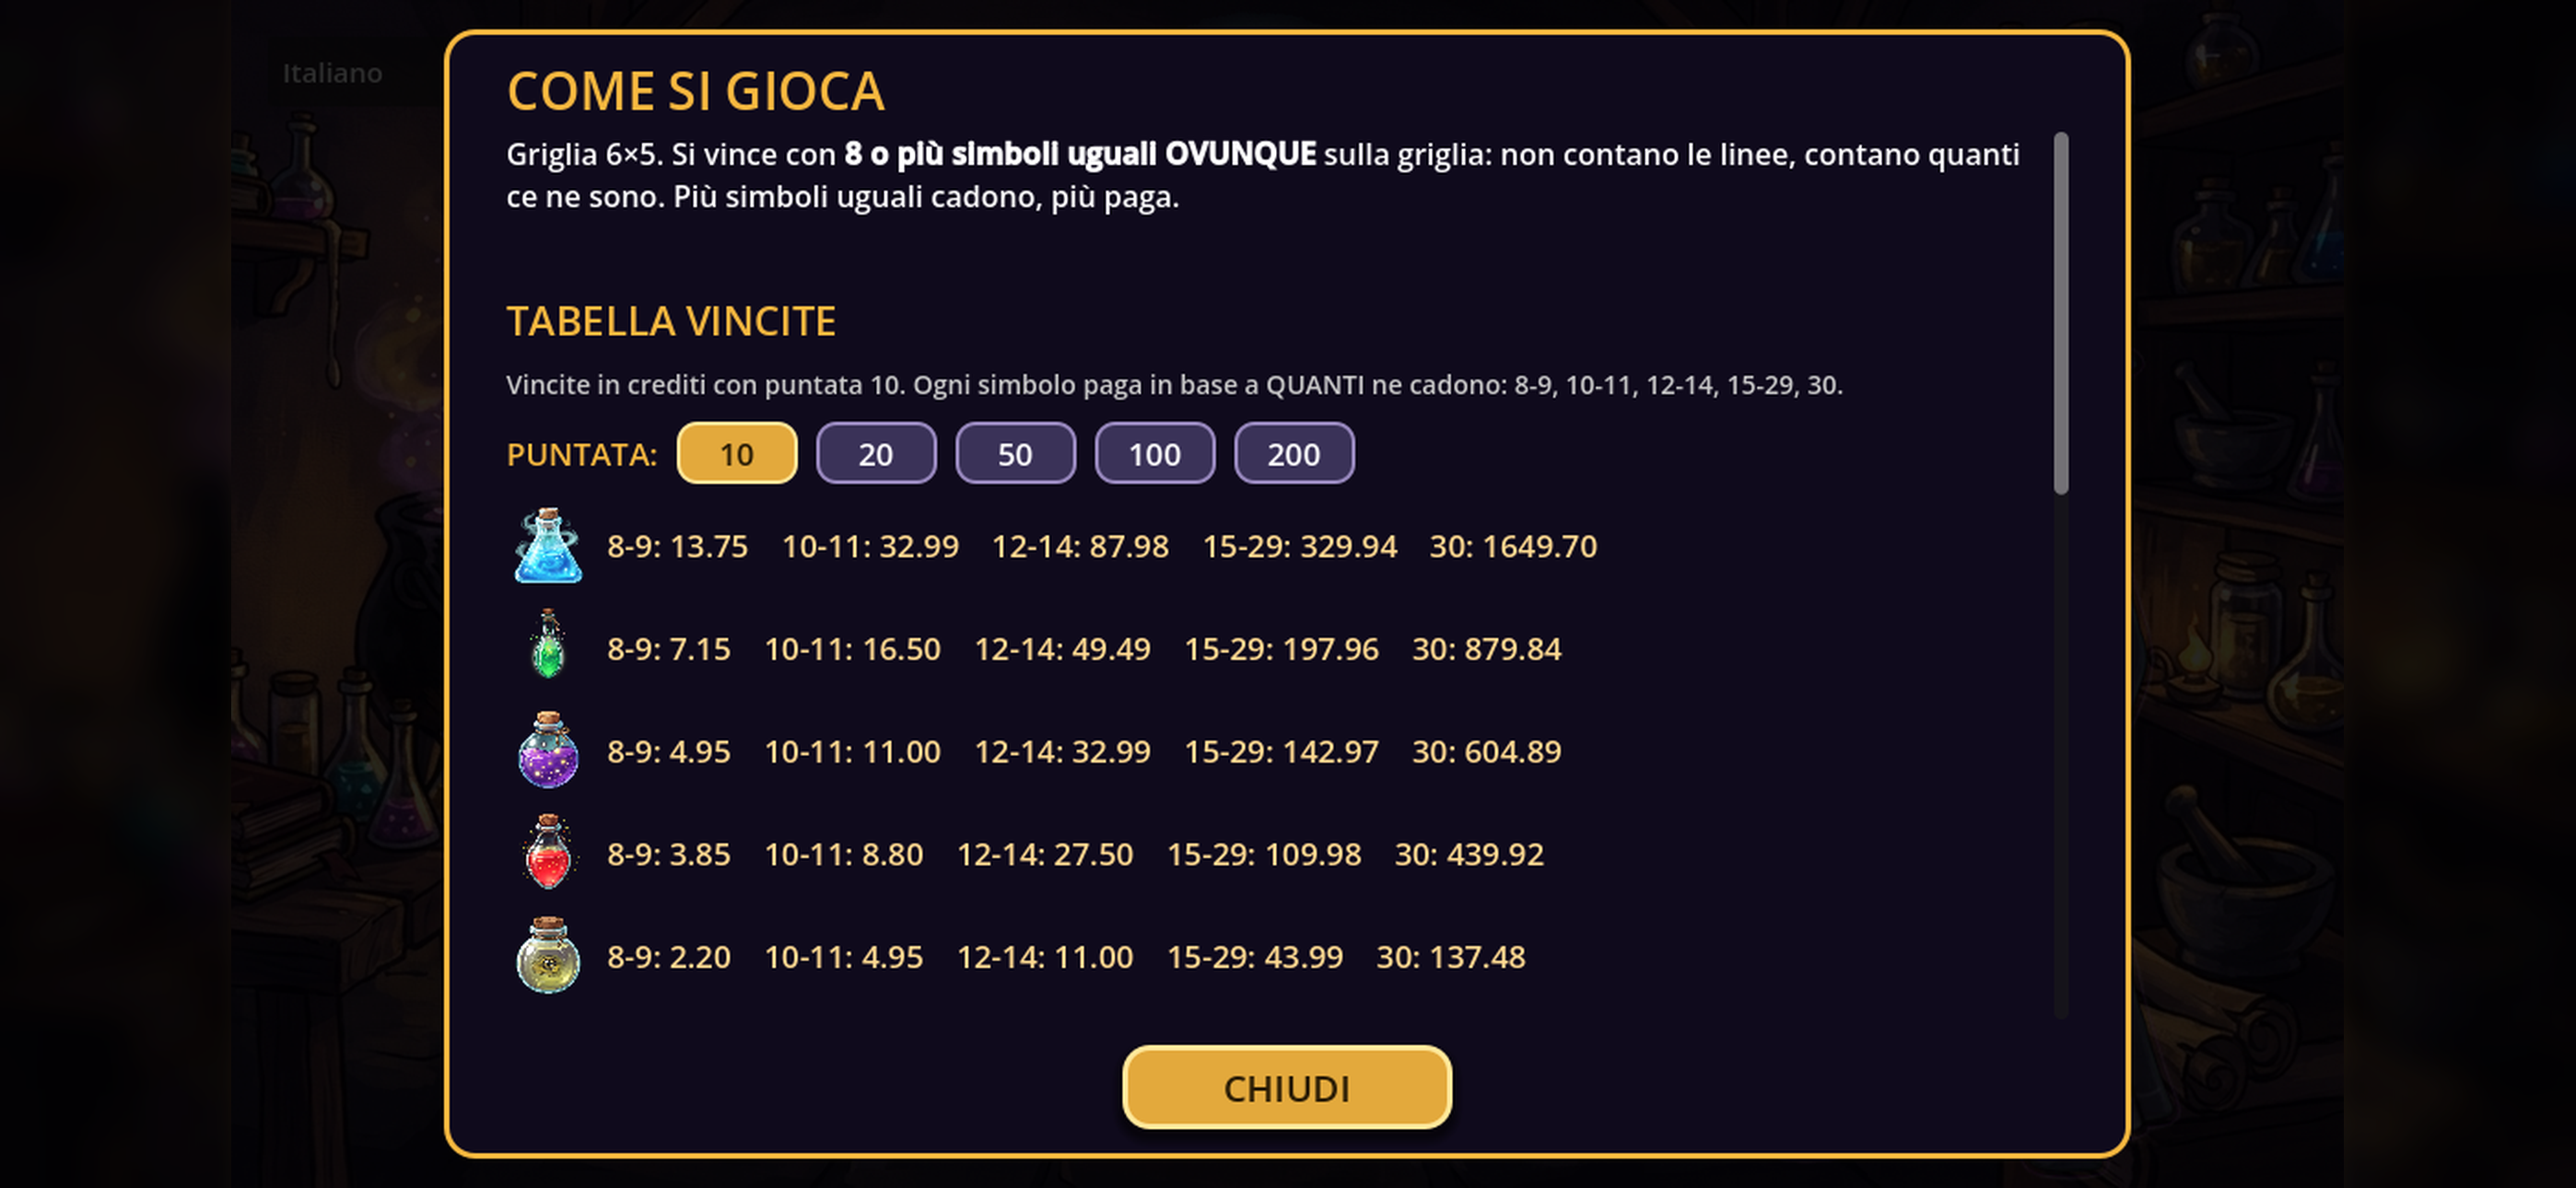 Italiano
COME SI GIOCA
Griglia 6×5. Si vince con 8 o più simboli uguali OVUNQUE sulla griglia: non contano le linee, contano quanti
ce ne sono. Più simboli uguali cadono, più paga.
TABELLA VINCITE
Vincite in crediti con puntata 10. Ogni simbolo paga in base a QUANTI ne cadono: 8-9, 10-11, 12-14, 15-29, 30.
PUNTATA: 10 20 50 100 200
8-9: 13.75 10-11: 32.99 12-14: 87.98 15-29: 329.94 30: 1649.70
8-9: 7.15 10-11: 16.50 12-14: 49.49 15-29: 197.96 30: 879.84
8-9: 4.95 10-11: 11.00 12-14: 32.99 15-29: 142.97 30: 604.89
8-9: 3.85 10-11: 8.80 12-14: 27.50 15-29: 109.98 30: 439.92
8-9: 2.20 10-11: 4.95 12-14: 11.00 15-29: 43.99 30: 137.48
CHIUDI